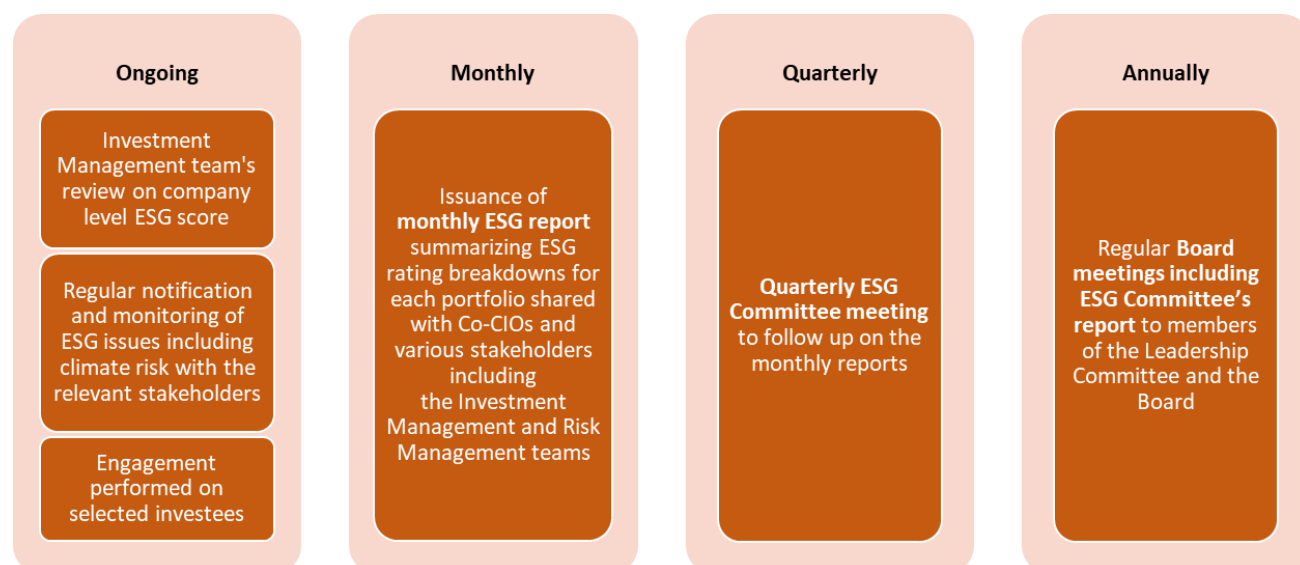 Ongoing
Investment
Management team's
review on company
level ESG score
Regular notification
and monitoring of
ESG issues including
climate risk with the
relevant stakeholders
Engagement
performed on
selected investees
Monthly
Issuance of
monthly ESG report
summarizing ESG
rating breakdowns for
each portfolio shared
with Co-CIOs and
various stakeholders
including
the Investment
Management and Risk
Management teams
Quarterly
Quarterly ESG
Committee meeting
to follow up on the
monthly reports
Annually
Regular Board
meetings including
ESG Committee’s
report to members
of the Leadership
Committee and the
Board